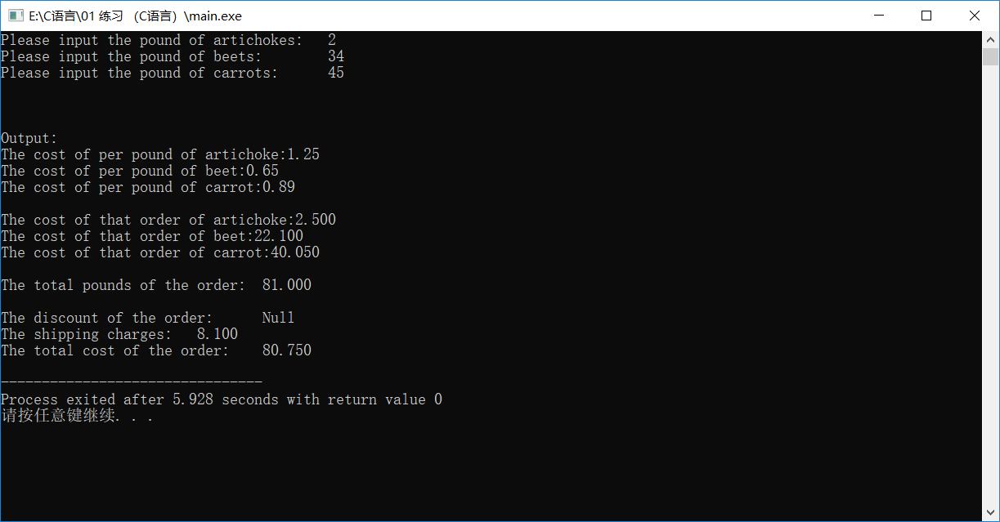 E:\C语言\01 练习 （C语言）\main.exe
Please input the pound of artichokes:   2
Please input the pound of beets:        34
Please input the pound of carrots:      45
Output:
The cost of per pound of artichoke:1.25
The cost of per pound of beet:0.65
The cost of per pound of carrot:0.89
The cost of that order of artichoke:2.500
The cost of that order of beet:22.100
The cost of that order of carrot:40.050
The total pounds of the order:  81.000
The discount of the order:      Null
The shipping charges:   8.100
The total cost of the order:    80.750
--------------------------------
Process exited after 5.928 seconds with return value 0
请按任意键继续. . .